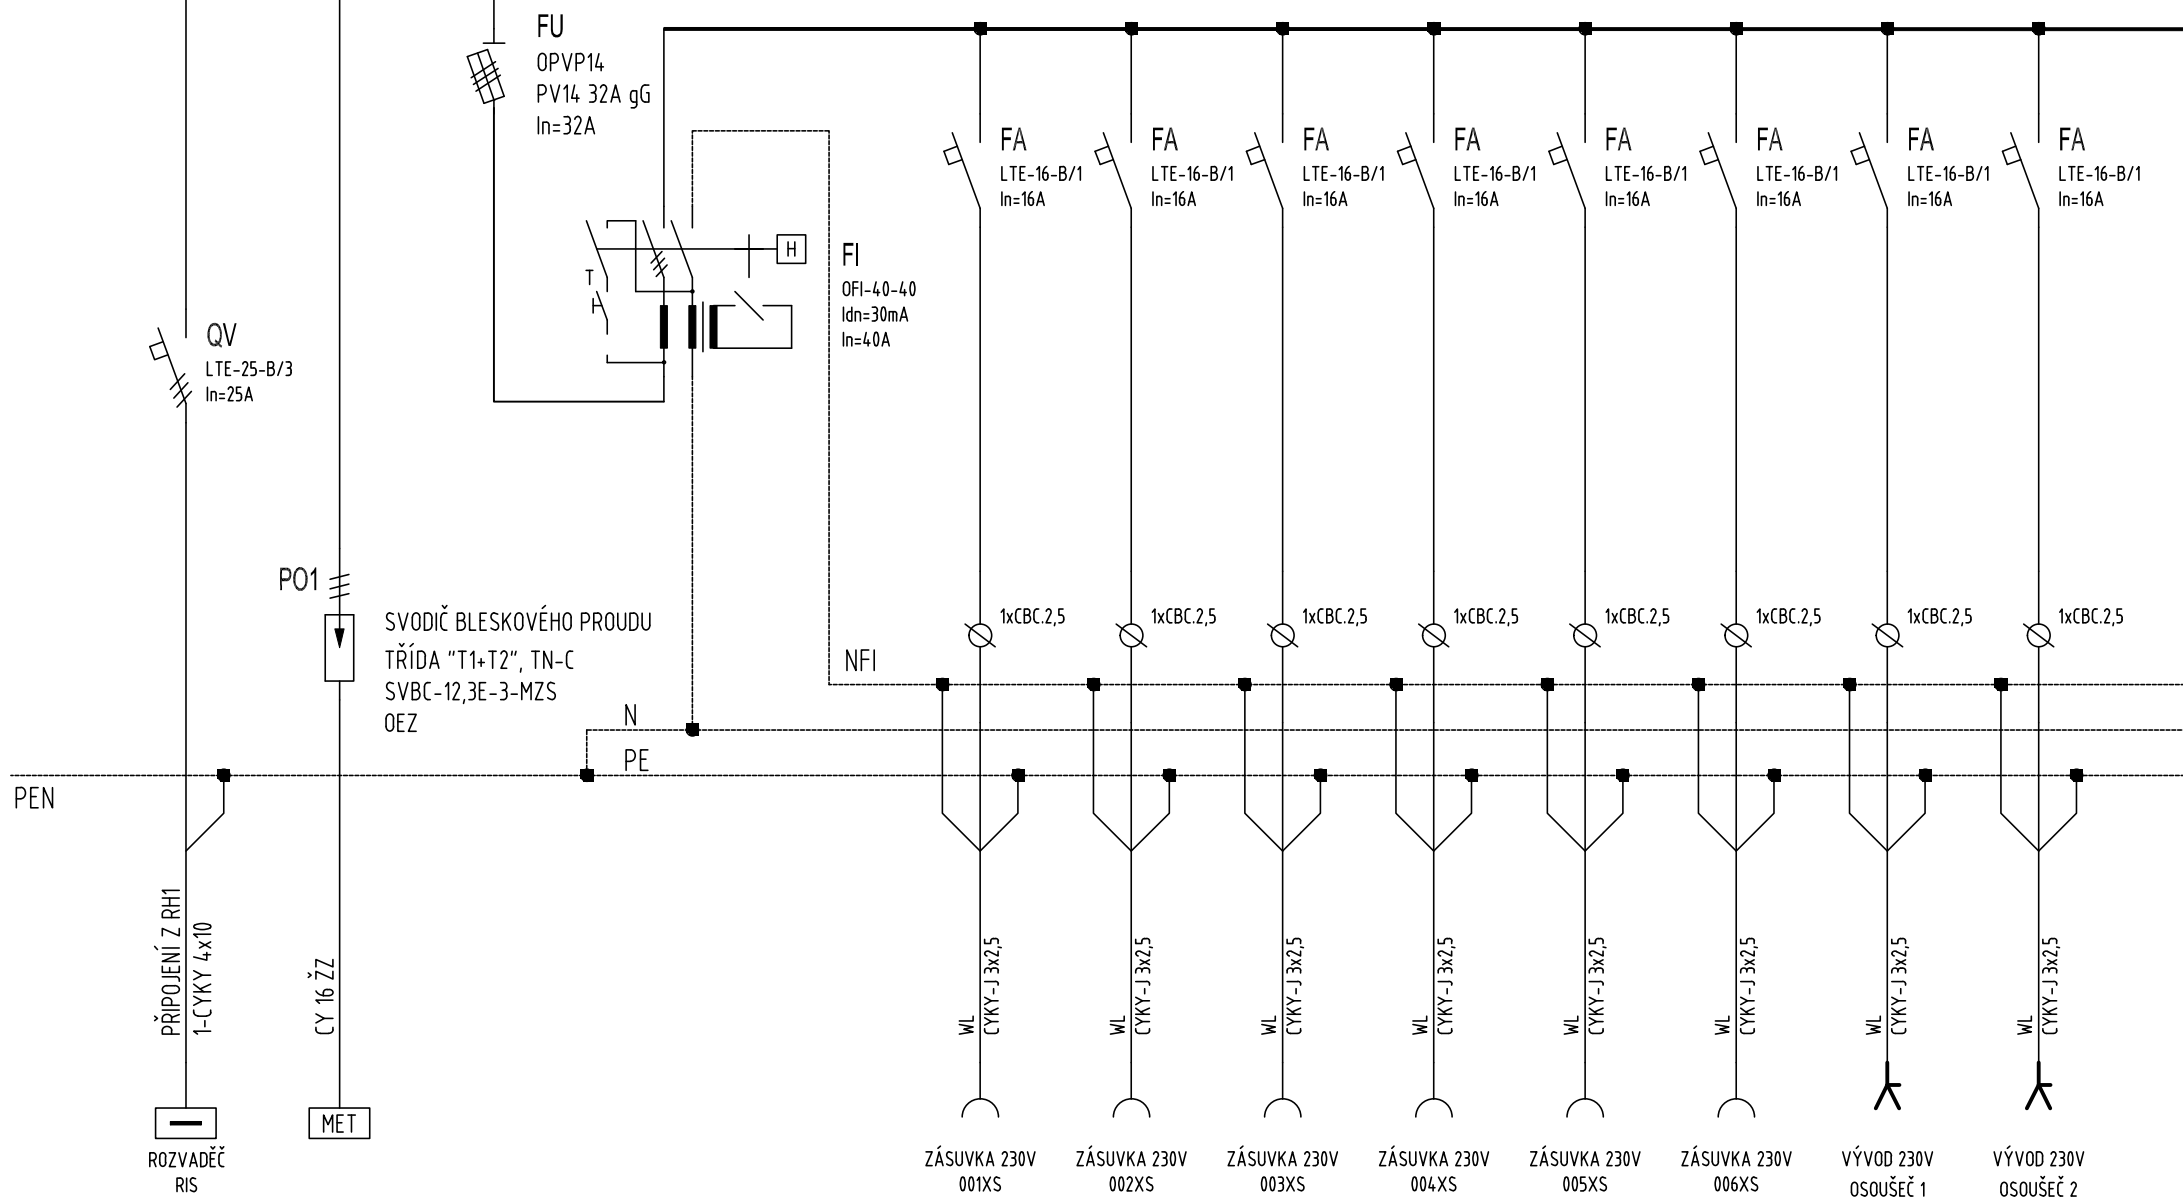 FU
OPVP14
PV14 32A gG
In=32A
FA
LTE-16-B/1
In=16A
FA
LTE-16-B/1
In=16A
FA
LTE-16-B/1
In=16A
FA
LTE-16-B/1
In=16A
FA
LTE-16-B/1
In=16A
FA
LTE-16-B/1
In=16A
FA
LTE-16-B/1
In=16A
FA
LTE-16-B/1
In=16A
H
T
FI
OFI-40-40
Idn=30mA
In=40A
QV
LTE-25-B/3
In=25A
PO1
SVODIČ BLESKOVÉHO PROUDU
TŘÍDA "T1+T2", TN-C
SVBC-12,3E-3-MZS
OEZ
1xCBC.2,5
1xCBC.2,5
1xCBC.2,5
1xCBC.2,5
1xCBC.2,5
1xCBC.2,5
1xCBC.2,5
1xCBC.2,5
NFI
N
PE
PEN
PŘIPOJENÍ Z RH1
1-CYKY 4x10
CY 16 ŽZ
WL
CYKY-J 3x2,5
WL
CYKY-J 3x2,5
WL
CYKY-J 3x2,5
WL
CYKY-J 3x2,5
WL
CYKY-J 3x2,5
WL
CYKY-J 3x2,5
WL
CYKY-J 3x2,5
WL
CYKY-J 3x2,5
MET
ROZVADĚČ
RIS
ZÁSUVKA 230V
001XS
ZÁSUVKA 230V
002XS
ZÁSUVKA 230V
003XS
ZÁSUVKA 230V
004XS
ZÁSUVKA 230V
005XS
ZÁSUVKA 230V
006XS
VÝVOD 230V
OSOUŠEČ 1
VÝVOD 230V
OSOUŠEČ 2